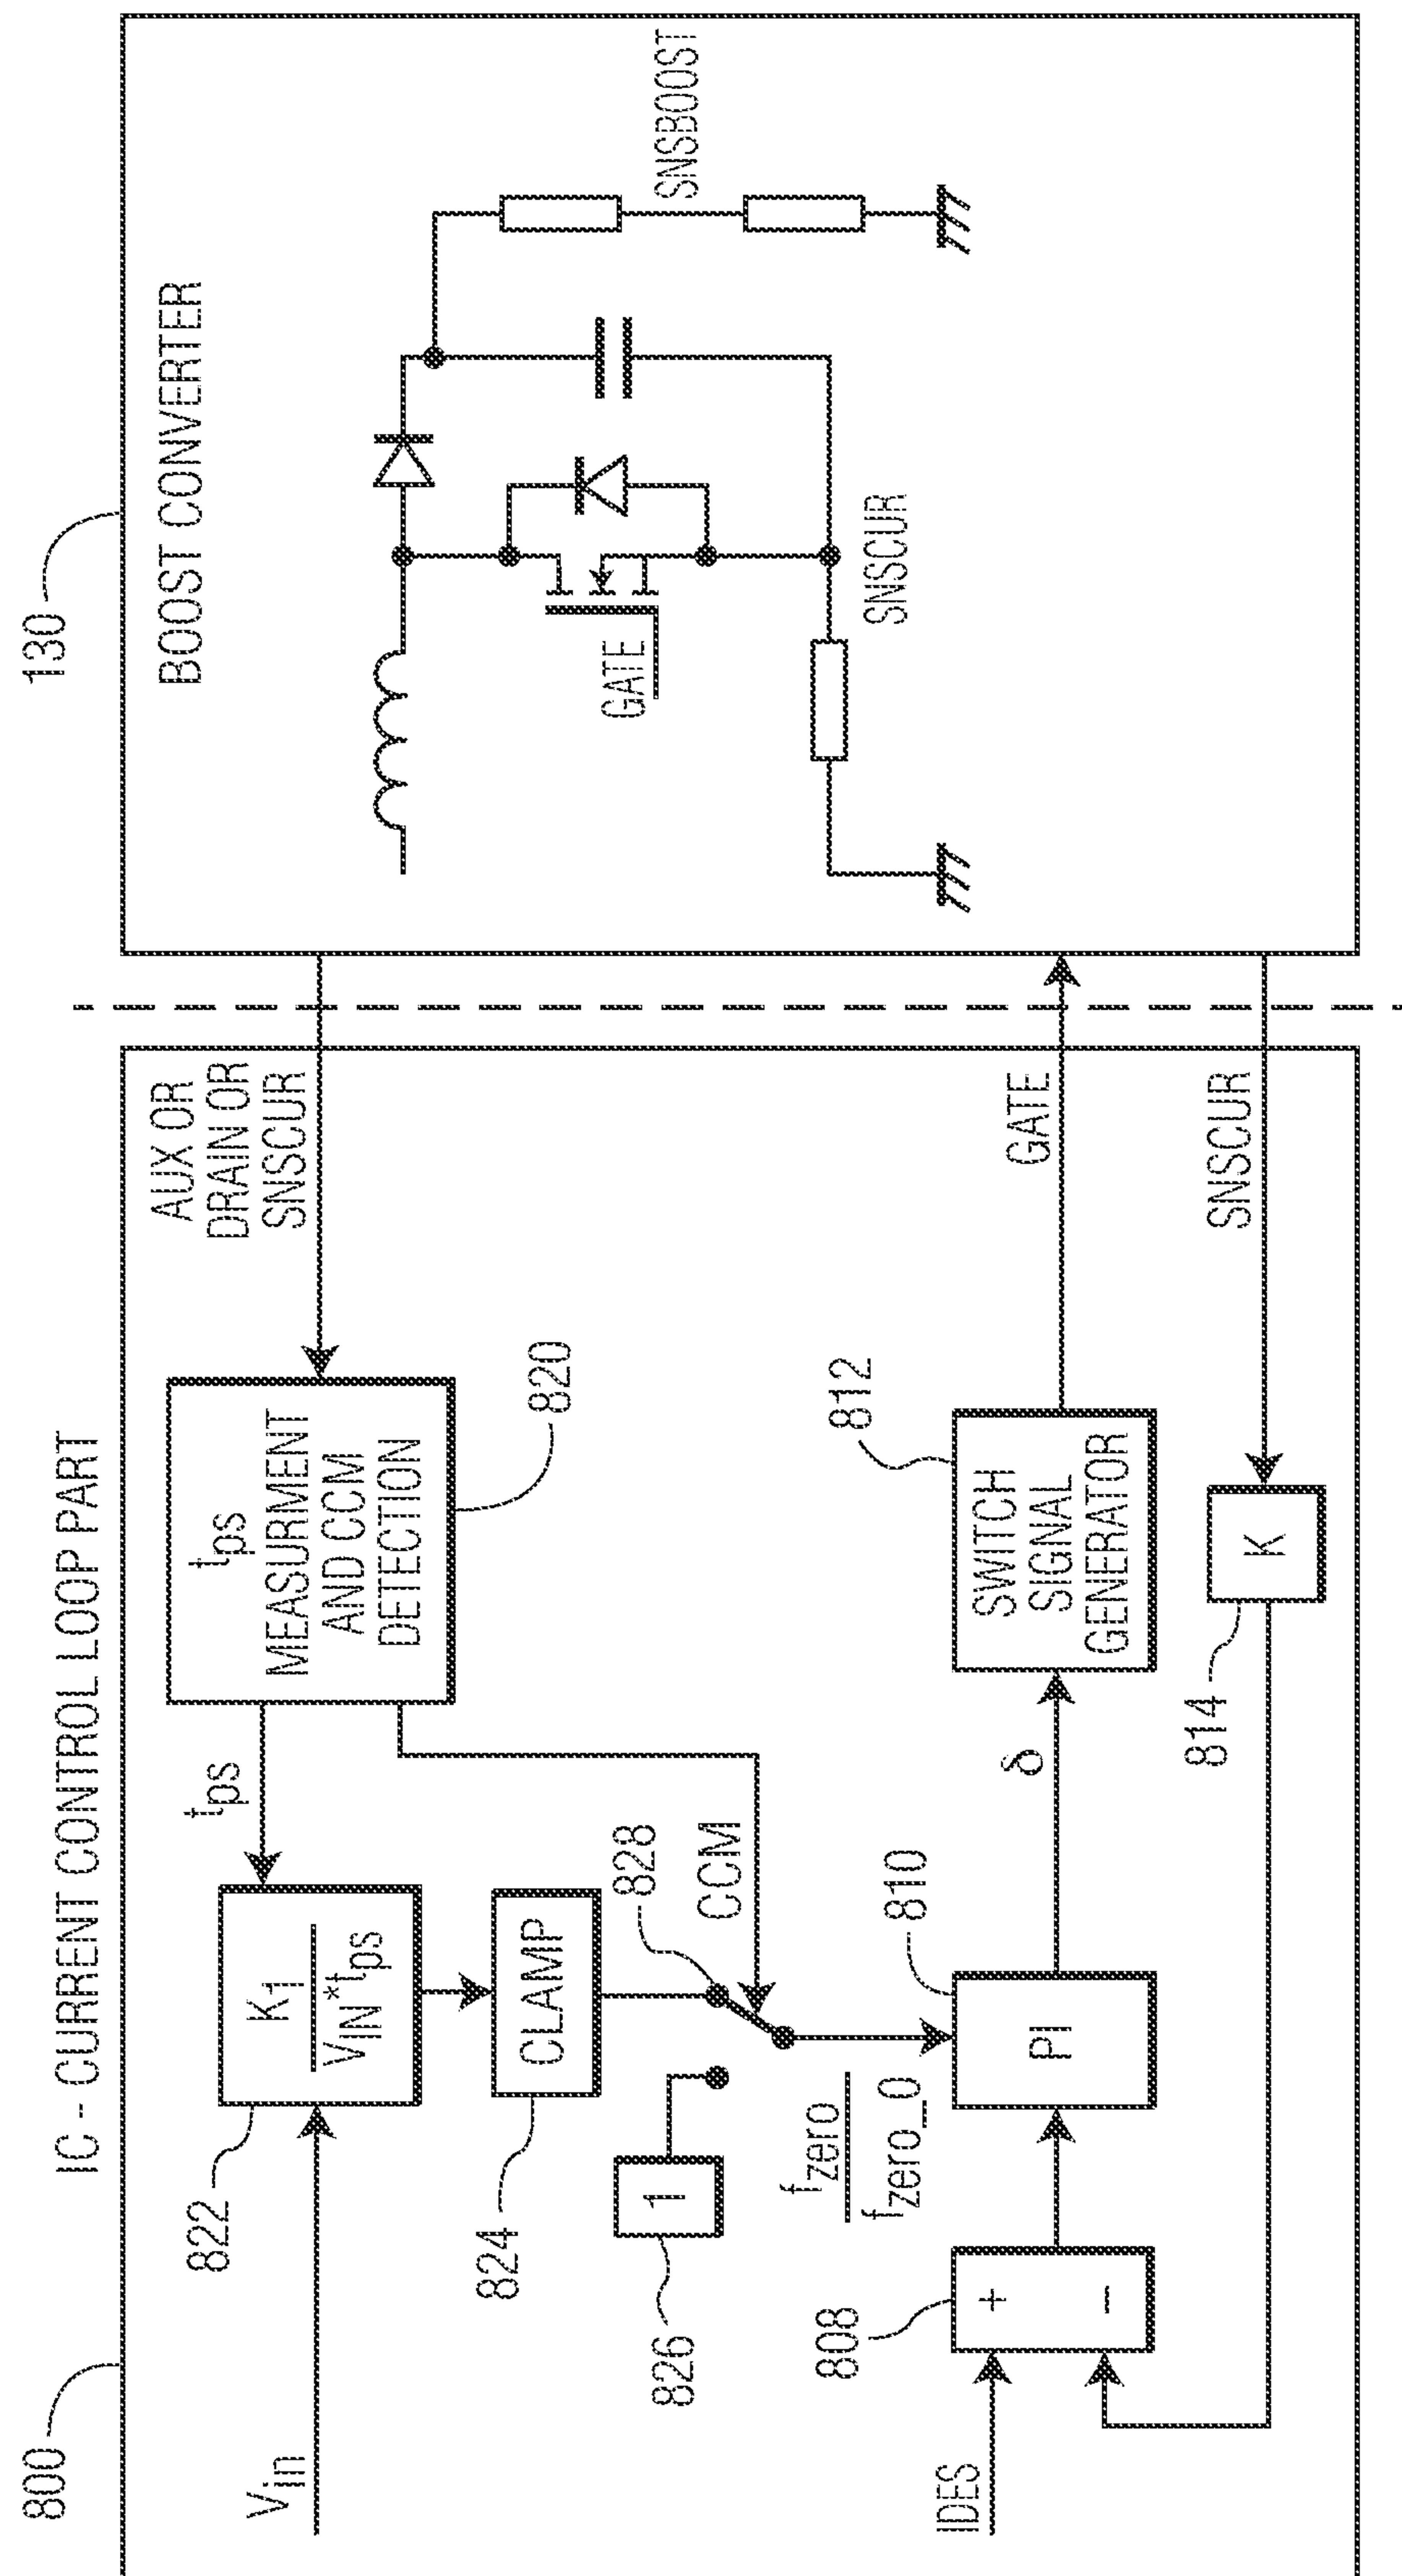 800
IC - CURRENT CONTROL LOOP PART
130
BOOST CONVERTER
V_in
822
K_1
V_IN*t_ps
t_ps
t_ps
MEASURMENT
AND CCM
DETECTION
820
AUX OR
DRAIN OR
SNSCUR
824
CLAMP
826
1
828
CCM
f_zero
f_zero_0
IDES
808
+
−
PI
810
δ
812
SWITCH
SIGNAL
GENERATOR
GATE
814
K
SNSCUR
GATE
SNSCUR
SNSBOOST